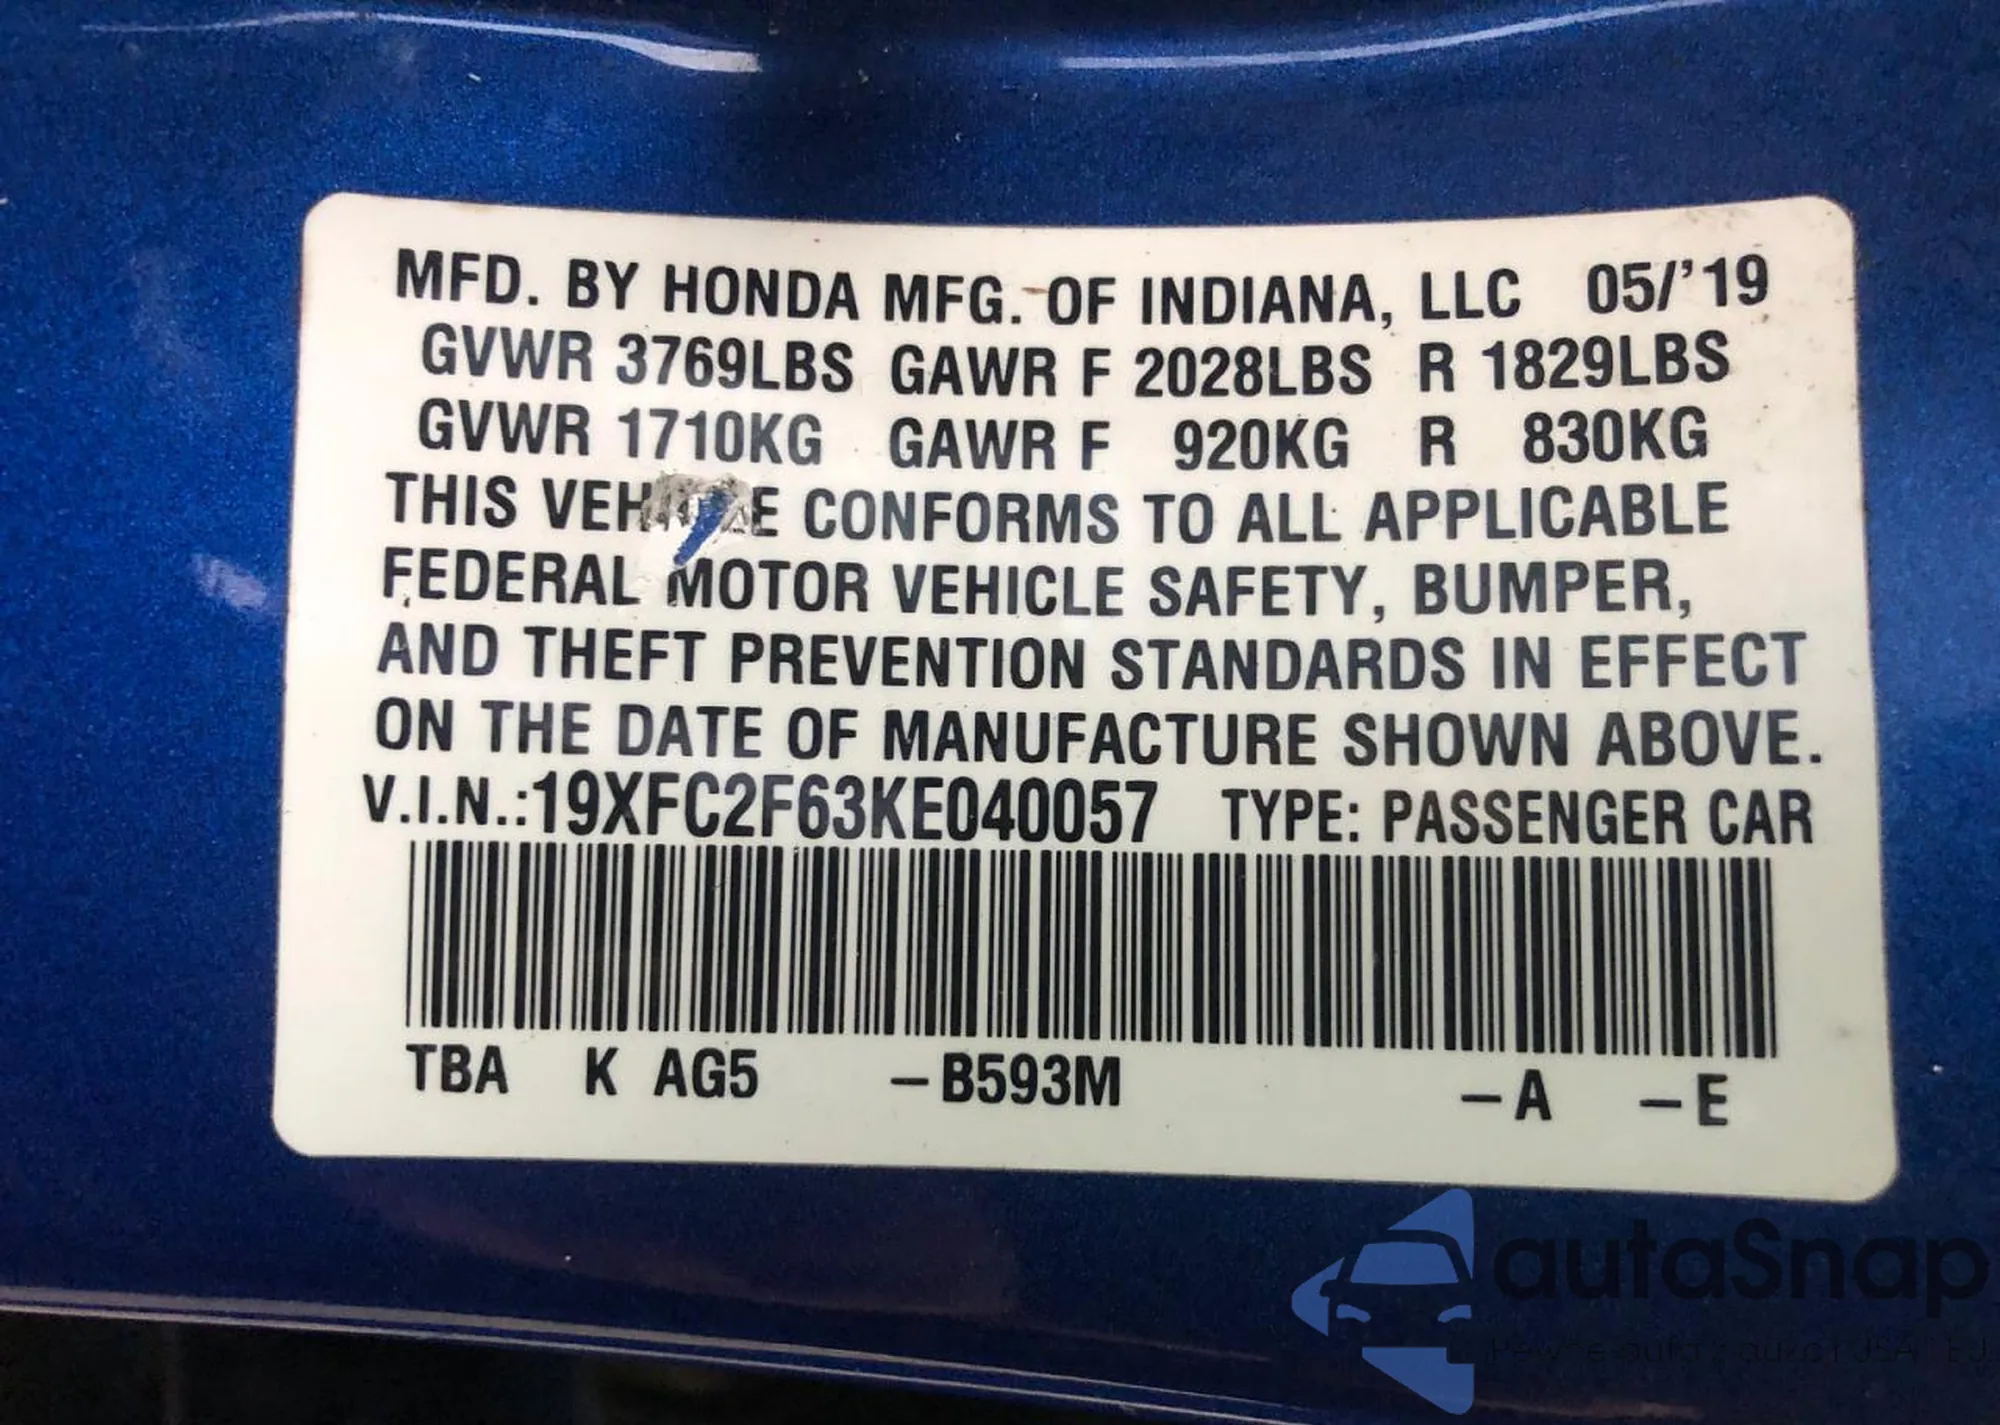 MFD. BY HONDA MFG. OF INDIANA, LLC 05/'19
GVWR 3769LBS GAWR F 2028LBS R 1829LBS
GVWR 1710KG GAWR F 920KG R 830KG
THIS CONFORMS TO ALL APPLICABLE
FEDERAL MOTOR VEHICLE SAFETY, BUMPER,
AND THEFT PREVENTION STANDARDS IN EFFECT
ON THE DATE OF MANUFACTURE SHOWN ABOVE.
V.I.N.:19XFC2F63KE040057 TYPE: PASSENGER CAR
TBA K AG5 –B593M –A –E
autaSnap